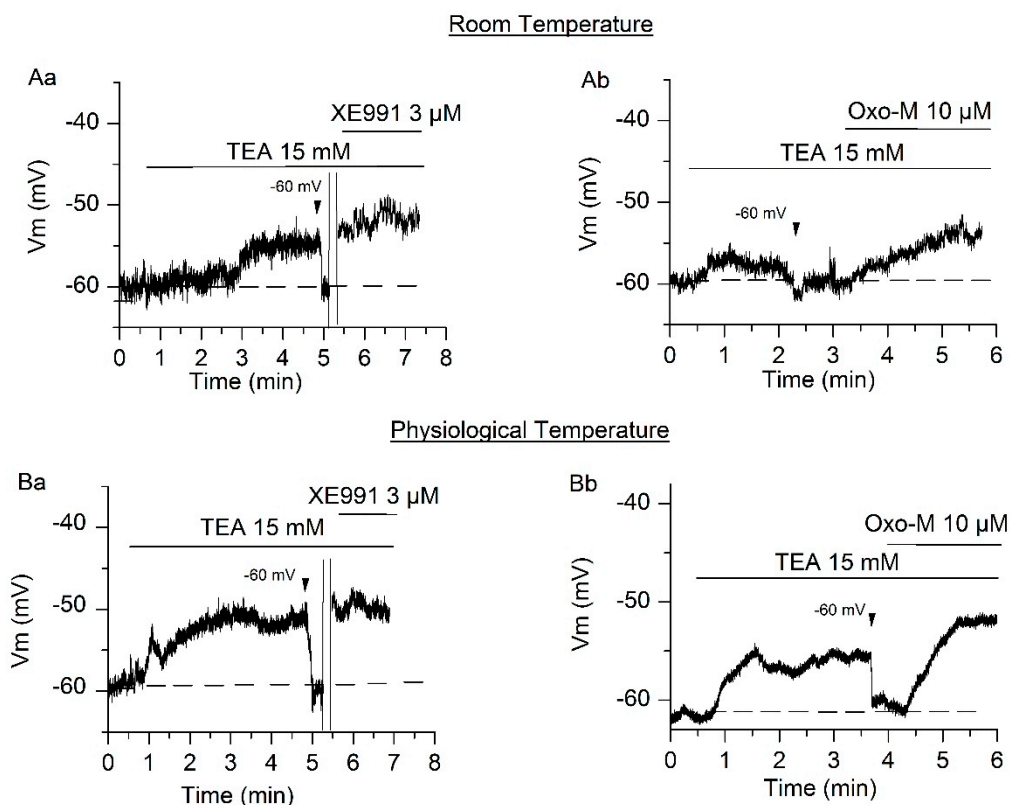 Room Temperature
Aa
XE991 3 µM
TEA 15 mM
-60 mV
-40
-50
-60
Vm (mV)
0 1 2 3 4 5 6 7 8
Time (min)
Ab
Oxo-M 10 µM
TEA 15 mM
-60 mV
-40
-50
-60
Vm (mV)
0 1 2 3 4 5 6
Time (min)
Physiological Temperature
Ba
XE991 3 µM
TEA 15 mM
-60 mV
-40
-50
-60
Vm (mV)
0 1 2 3 4 5 6 7 8
Time (min)
Bb
Oxo-M 10 µM
TEA 15 mM
-60 mV
-40
-50
-60
Vm (mV)
0 1 2 3 4 5 6
Time (min)